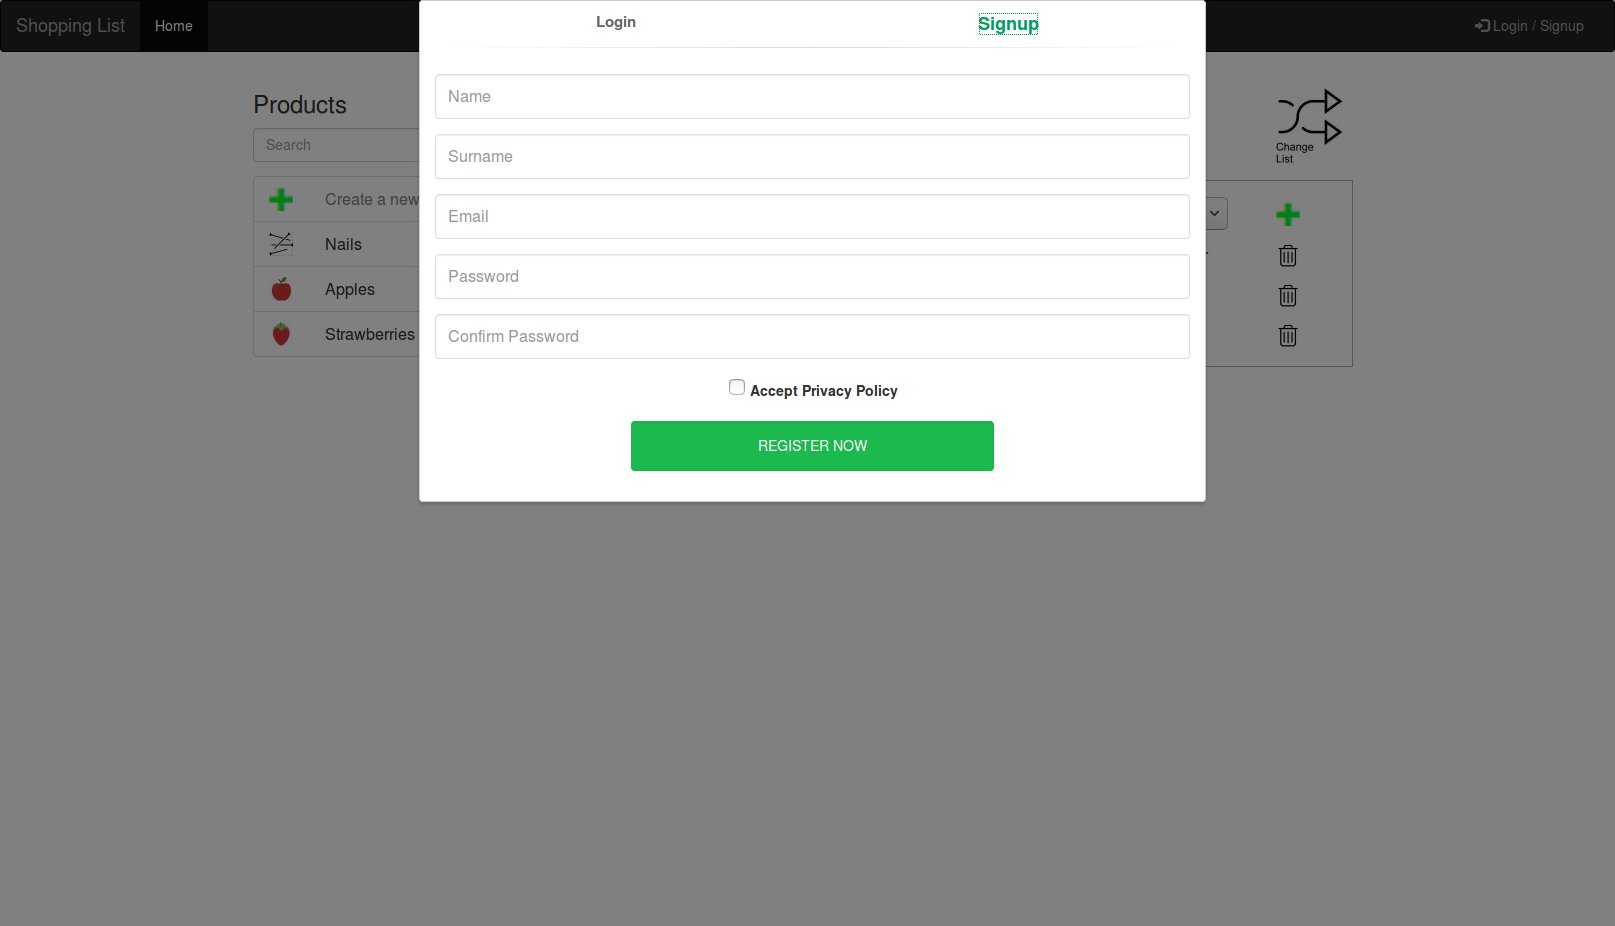 Shopping List
Home
Login
Signup
Login / Signup
Name
Surname
Email
Password
Confirm Password
Accept Privacy Policy
REGISTER NOW
Products
Search
Create a new
Nails
Apples
Strawberries
Change
List